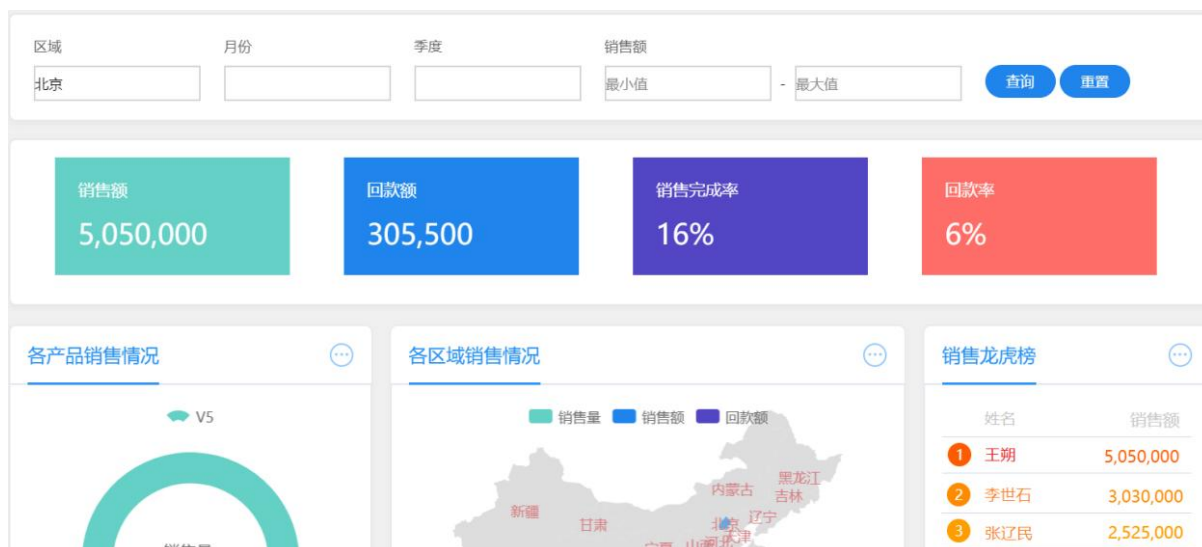 区域 月份 季度 销售额
北京 最小值 - 最大值 查询 重置
销售额 回款额 销售完成率 回款率
5,050,000 305,500 16% 6%
各产品销售情况 各区域销售情况 销售龙虎榜
V5 销售量 销售额 回款额
姓名 销售额
1 王朔 5,050,000
2 李世石 3,030,000
3 张辽民 2,525,000
黑龙江
内蒙古 吉林
新疆 甘肃 北京 辽宁
天津